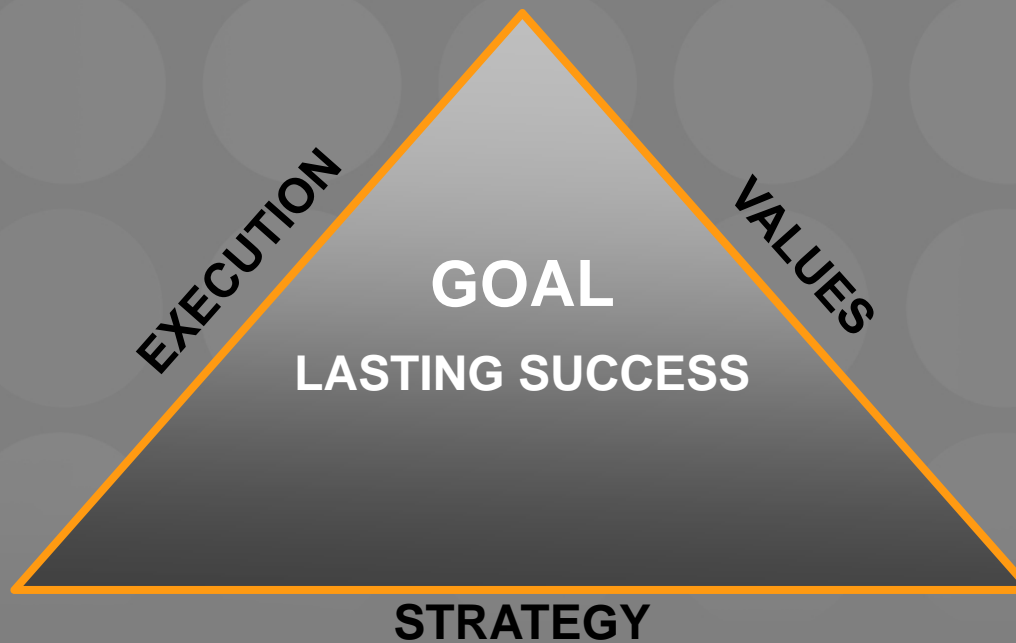 EXECUTION
VALUES
GOAL
LASTING SUCCESS
STRATEGY